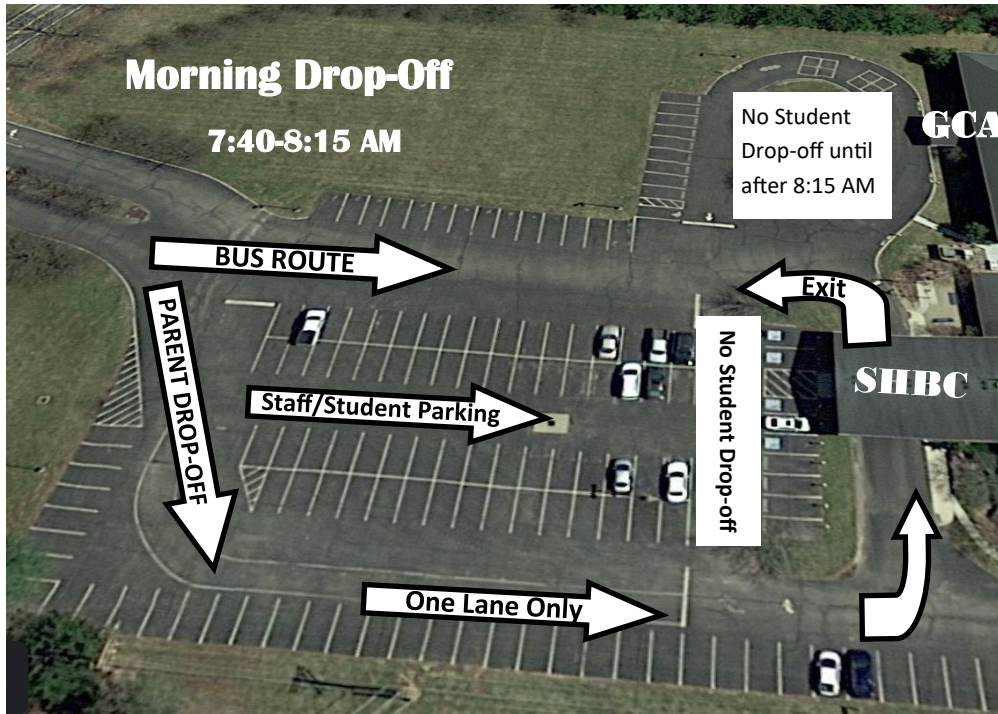 Morning Drop-Off
7:40-8:15 AM
No Student
Drop-off until
after 8:15 AM
GCA
BUS ROUTE
Exit
PARENT DROP-OFF
No Student Drop-off
SHBC
Staff/Student Parking
One Lane Only